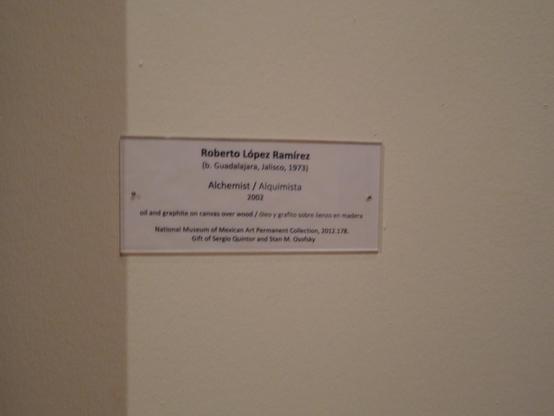 Roberto López Ramírez
(b. Guadalajara, Jalisco, 1973)
Alchemist / Alquimista
2002
oil and graphite on canvas over wood / óleo y grafito sobre lienzo en madera
National Museum of Mexican Art Permanent Collection, 2012.178.
Gift of Sergio Quintor and Stan M. Osofsky